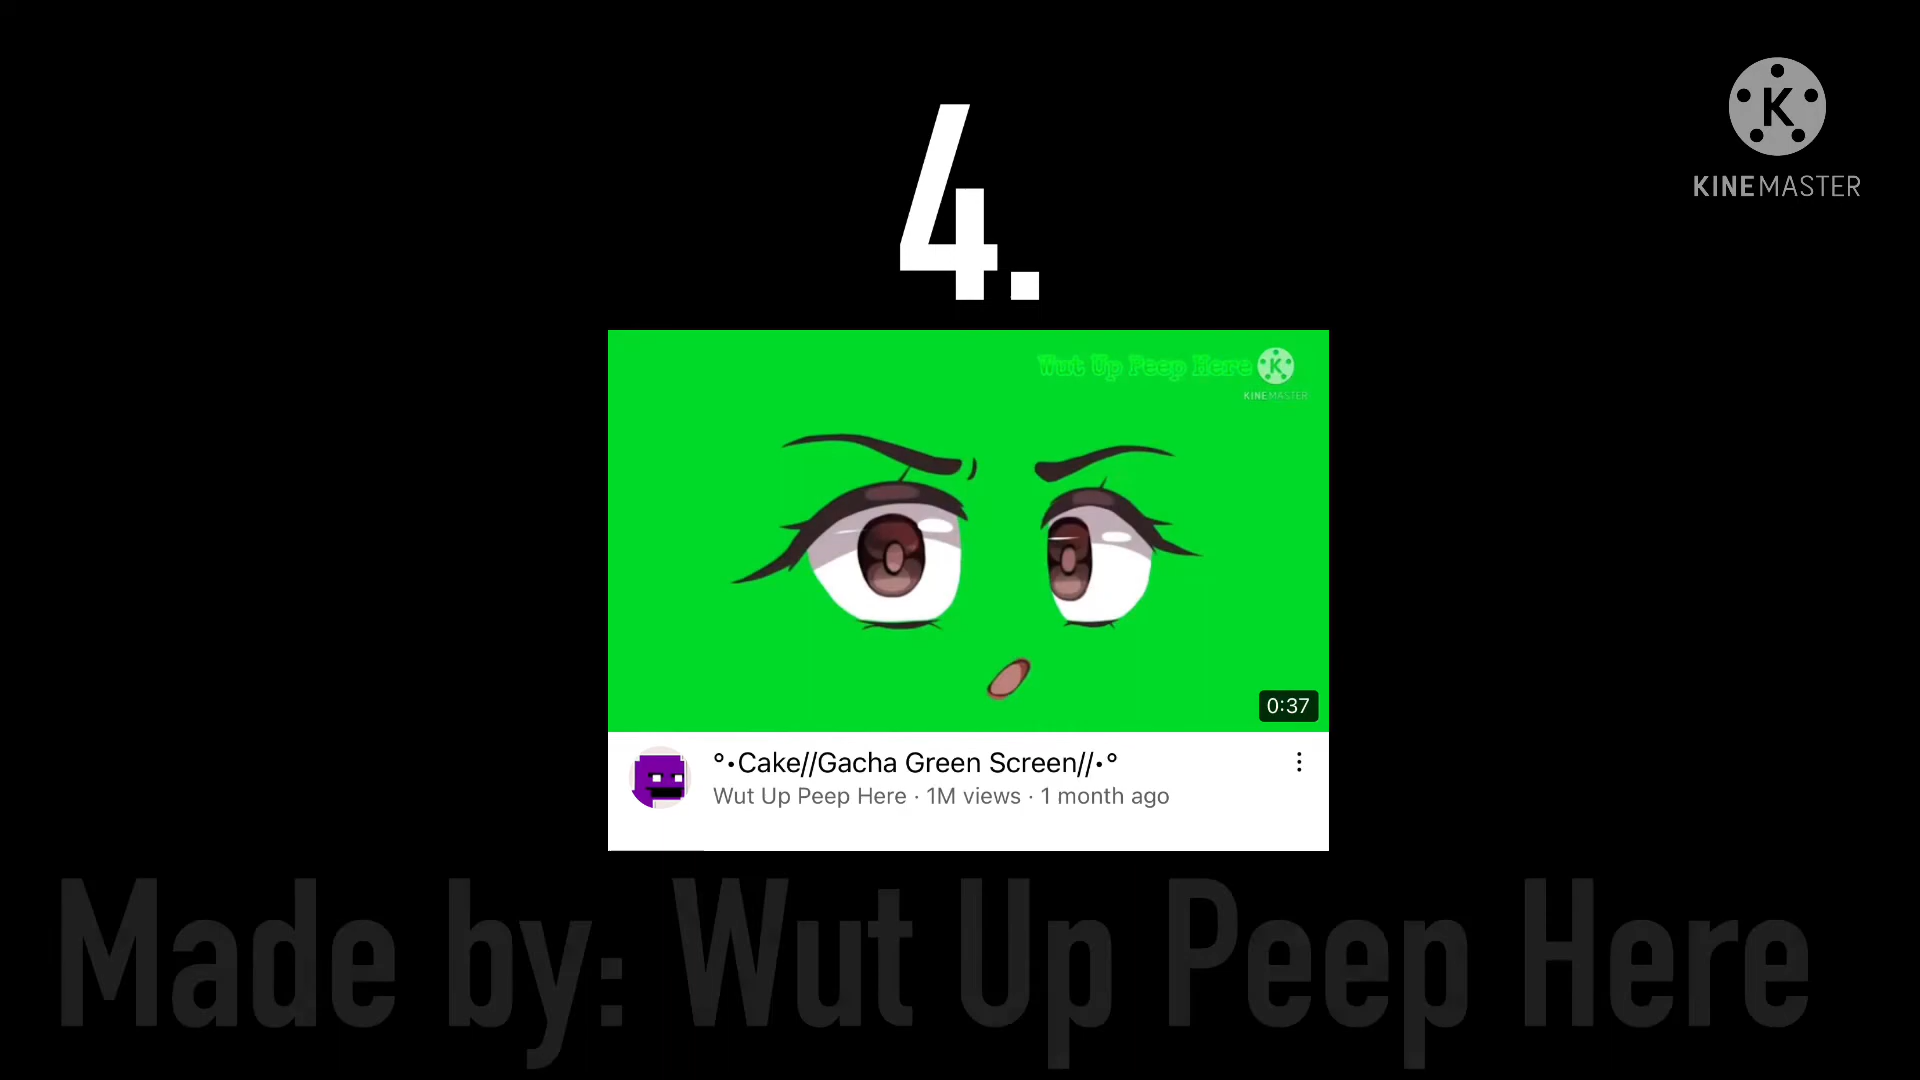 K
KINEMASTER
4.
Wut Up Peep Here
K
KINEMASTER
0:37
°•Cake//Gacha Green Screen//•°
Wut Up Peep Here · 1M views · 1 month ago
Made by: Wut Up Peep Here